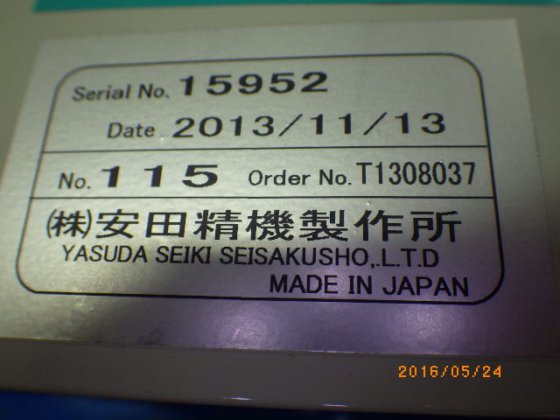 Serial No. 15952
Date 2013/11/13
No. 115 Order No. T1308037
㈱安田精機製作所
YASUDA SEIKI SEISAKUSHO,.L.T.D
MADE IN JAPAN
2016/05/24